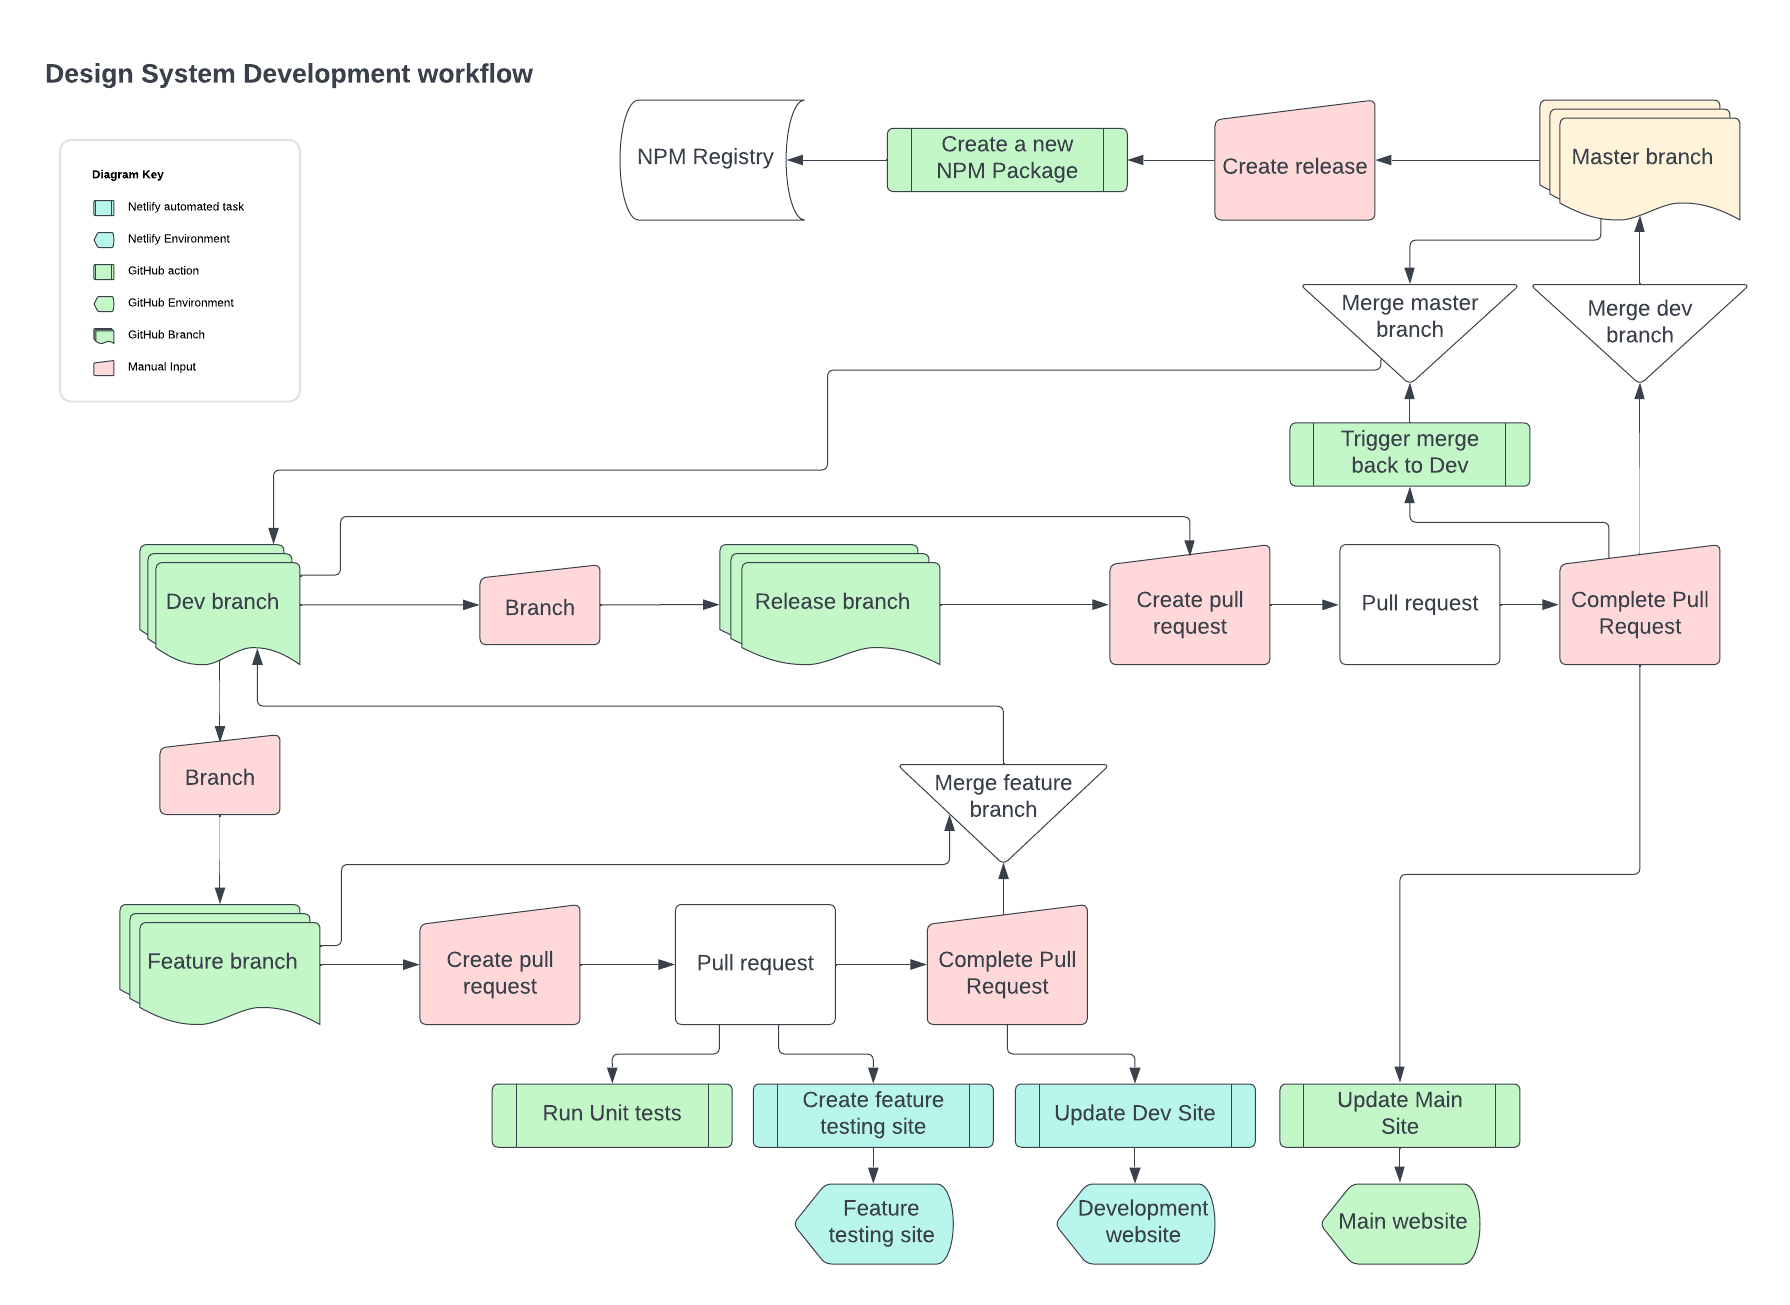 Design System Development workflow
Diagram Key
Netlify automated task
Netlify Environment
GitHub action
GitHub Environment
GitHub Branch
Manual Input
NPM Registry
Create a new
NPM Package
Create release
Master branch
Merge master
branch
Merge dev
branch
Trigger merge
back to Dev
Dev branch
Branch
Release branch
Create pull
request
Pull request
Complete Pull
Request
Branch
Merge feature
branch
Feature branch
Create pull
request
Pull request
Complete Pull
Request
Run Unit tests
Create feature
testing site
Update Dev Site
Update Main
Site
Feature
testing site
Development
website
Main website